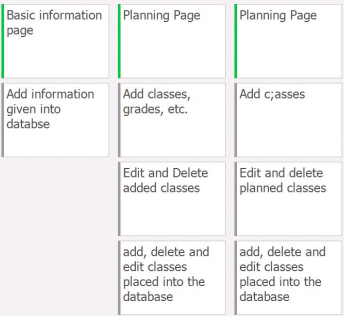 Basic information
page
Planning Page
Planning Page
Add information
given into
databse
Add classes,
grades, etc.
Add c;asses
Edit and Delete
added classes
Edit and delete
planned classes
add, delete and
edit classes
placed into the
database
add, delete and
edit classes
placed into the
database